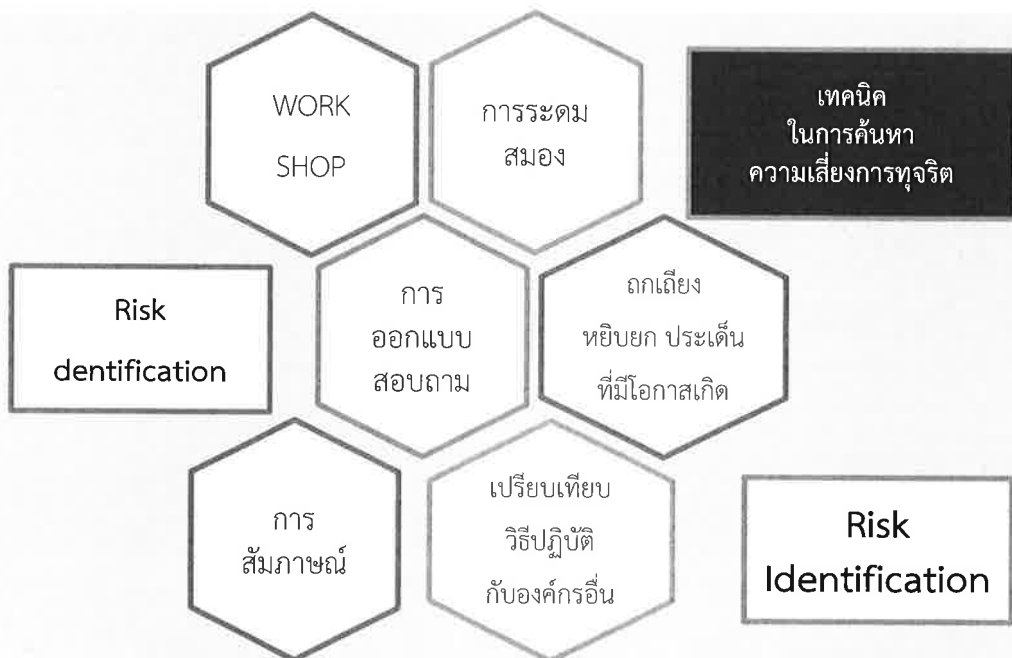 WORK
SHOP
การระดม
สมอง
เทคนิค
ในการค้นหา
ความเสี่ยงการทุจริต
Risk
dentification
การ
ออกแบบ
สอบถาม
ถกเถียง
หยิบยก ประเด็น
ที่มีโอกาสเกิด
การ
สัมภาษณ์
เปรียบเทียบ
วิธีปฏิบัติ
กับองค์กรอื่น
Risk
Identification